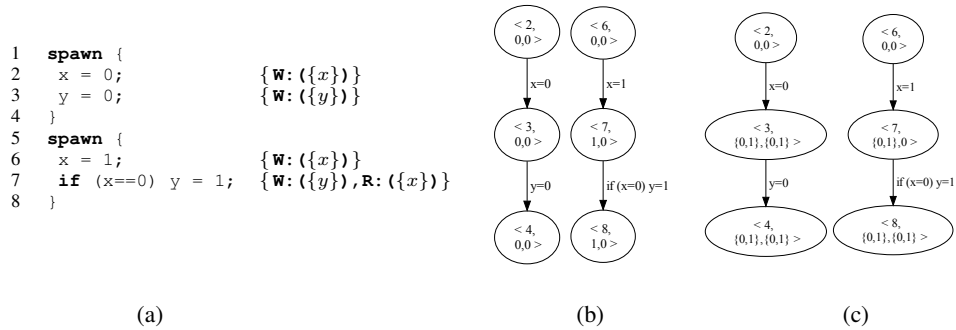 1 spawn {
2 x = 0; {W:({x})}
3 y = 0; {W:({y})}
4 }
5 spawn {
6 x = 1; {W:({x})}
7 if (x==0) y = 1; {W:({y}),R:({x})}
8 }
(a)
< 2,
0,0 >
x=0
< 3,
0,0 >
y=0
< 4,
0,0 >
< 6,
0,0 >
x=1
< 7,
1,0 >
if (x=0) y=1
< 8,
1,0 >
(b)
< 2,
0,0 >
x=0
< 3,
{0,1},{0,1} >
y=0
< 4,
{0,1},{0,1} >
< 6,
0,0 >
x=1
< 7,
{0,1},0 >
if (x=0) y=1
< 8,
{0,1},{0,1} >
(c)